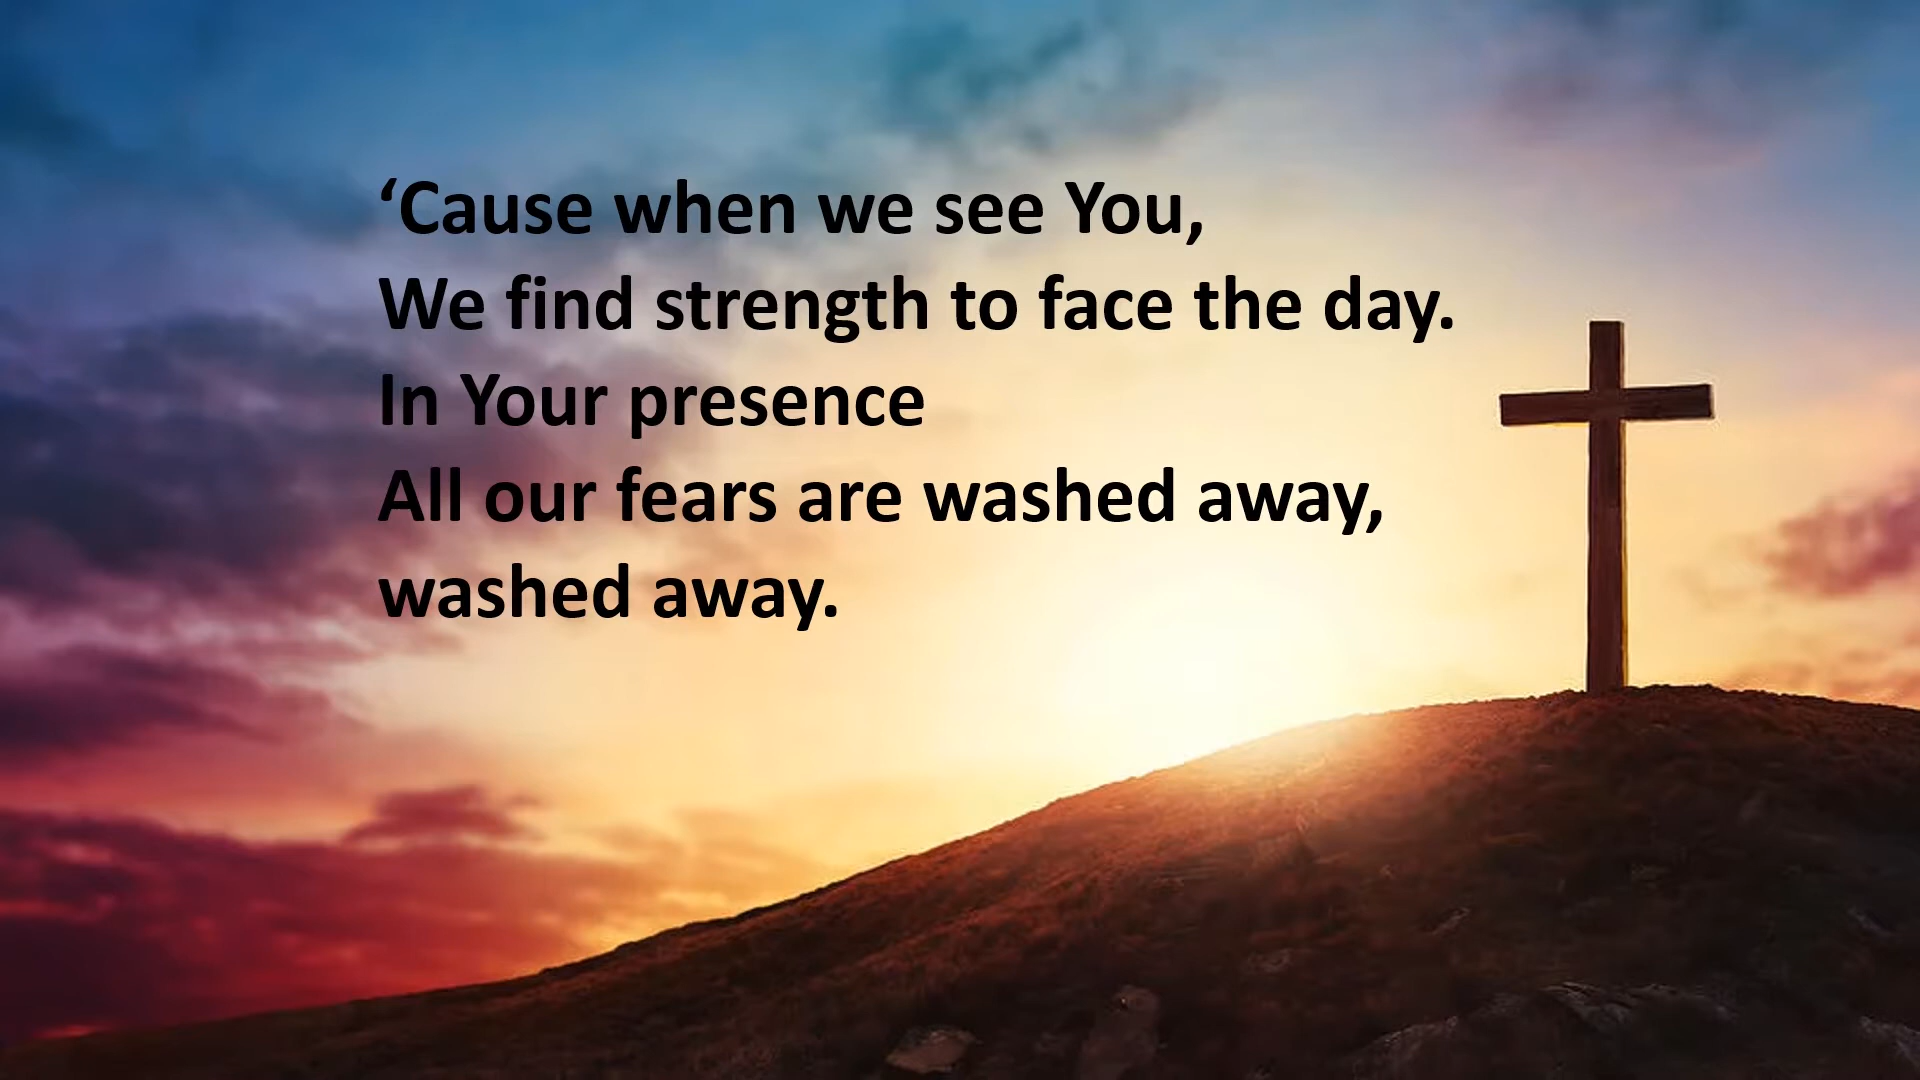 ‘Cause when we see You,
We find strength to face the day.
In Your presence
All our fears are washed away,
washed away.